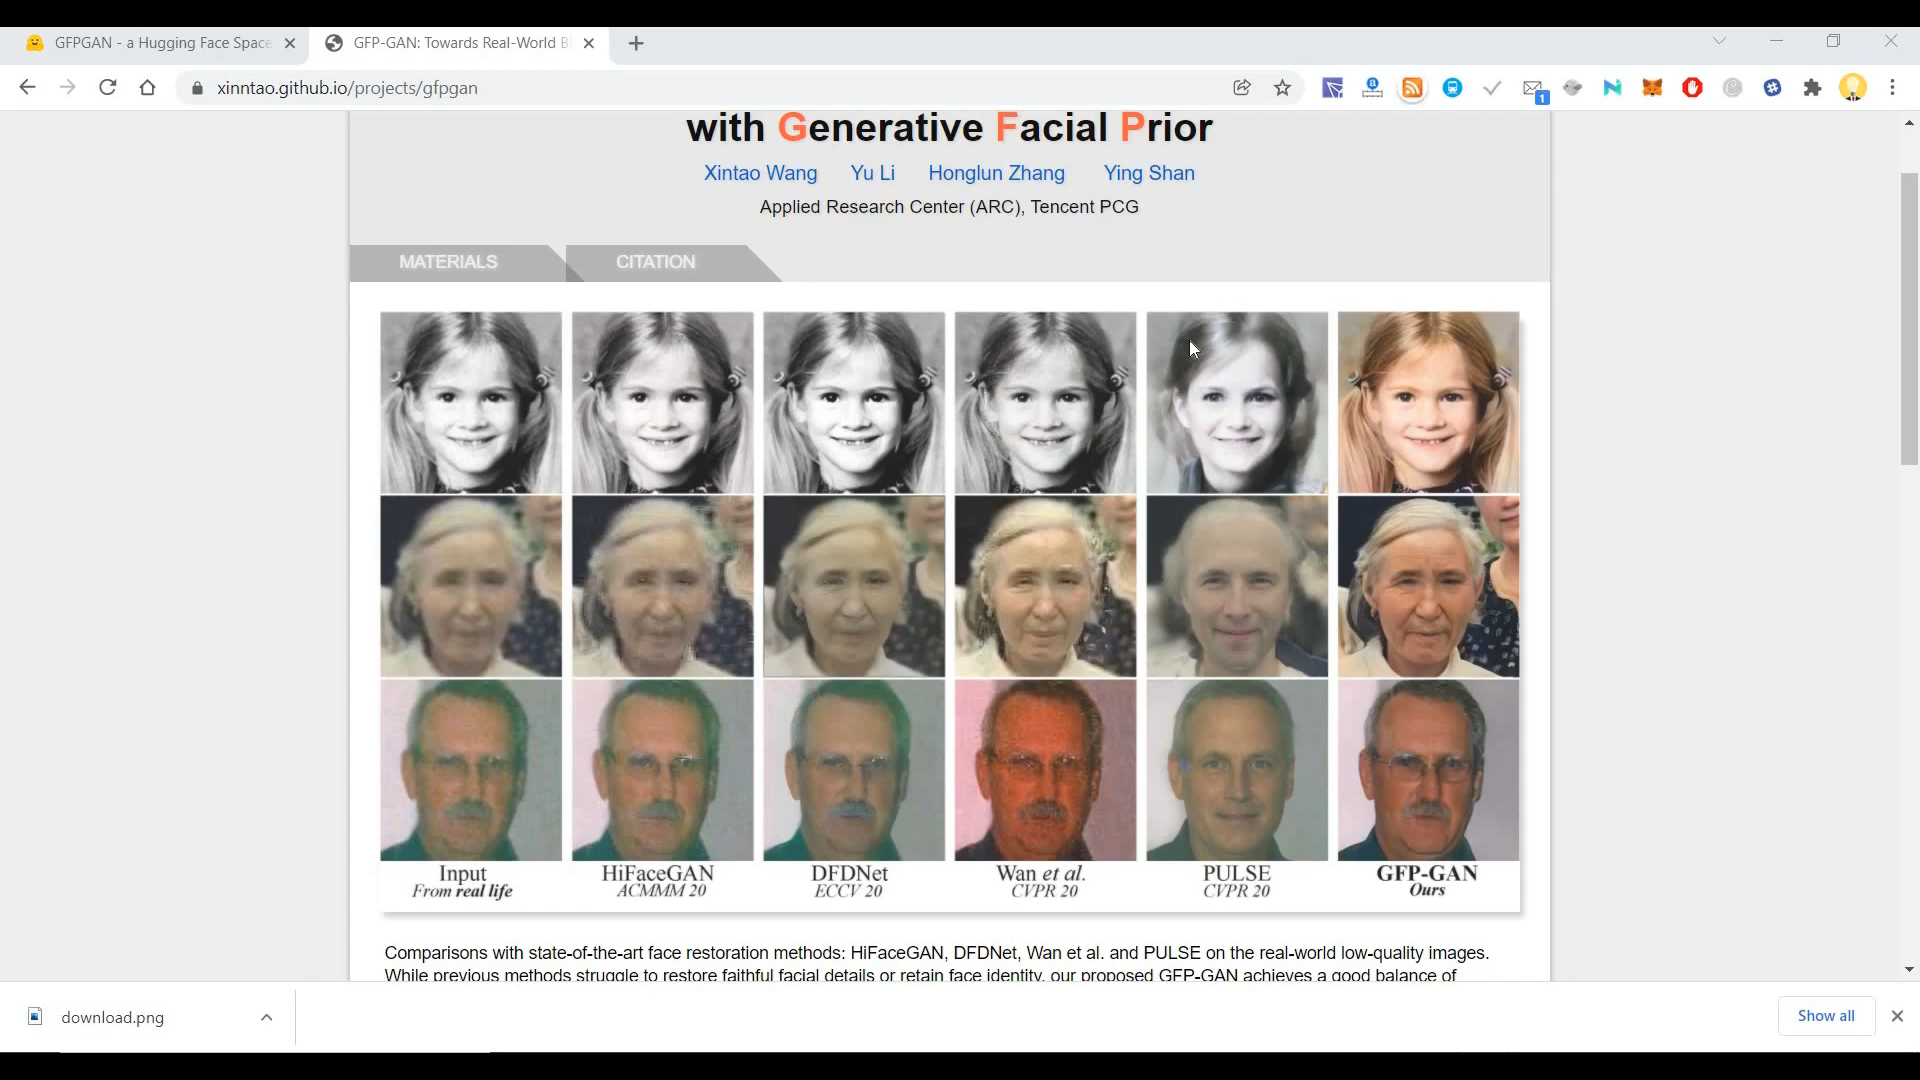 GFPGAN - a Hugging Face Space
GFP-GAN: Towards Real-World B
xinntao.github.io/projects/gfpgan
1
with Generative Facial Prior
Xintao Wang Yu Li Honglun Zhang Ying Shan
Applied Research Center (ARC), Tencent PCG
MATERIALS CITATION
Input HiFaceGAN DFDNet Wan et al. PULSE GFP-GAN
From real life ACMMM 20 ECCV 20 CVPR 20 CVPR 20 Ours
Comparisons with state-of-the-art face restoration methods: HiFaceGAN, DFDNet, Wan et al. and PULSE on the real-world low-quality images.
While previous methods struggle to restore faithful facial details or retain face identity, our proposed GFP-GAN achieves a good balance of
download.png
Show all